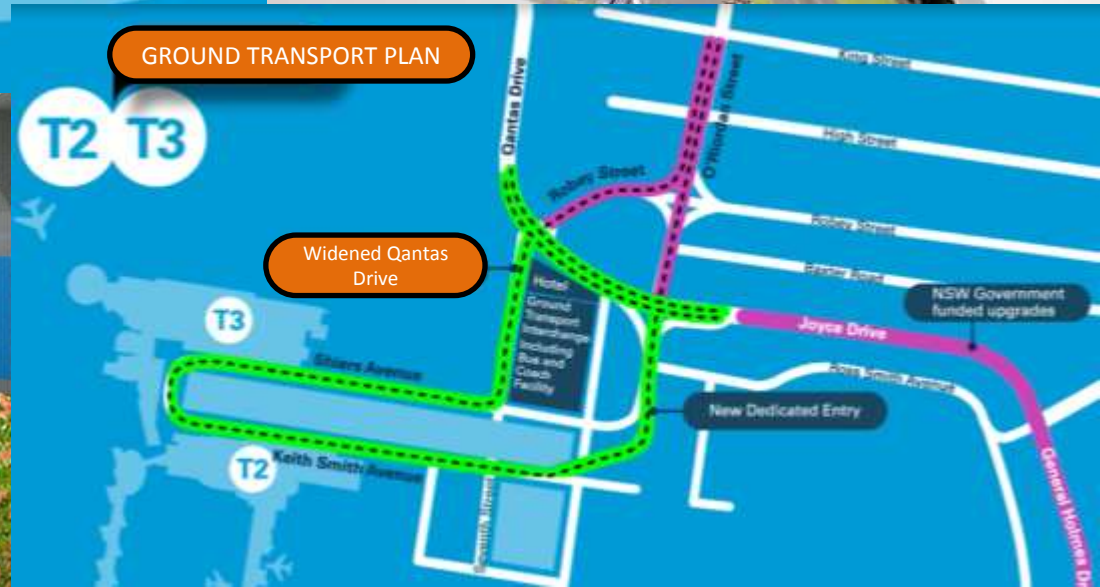 GROUND TRANSPORT PLAN
T2 T3
Qantas Drive
O'Riordan Street
King Street
High Street
Robey Street
Robey Street
Baxter Road
Widened Qantas
Drive
Hotel
Ground
Transport
Interchange
Including
Bus and
Coach
Facility
NSW Government
funded upgrades
T3
Joyce Drive
Shiers Avenue
Ross Smith Avenue
New Dedicated Entry
T2
Keith Smith Avenue
General Holmes Dr